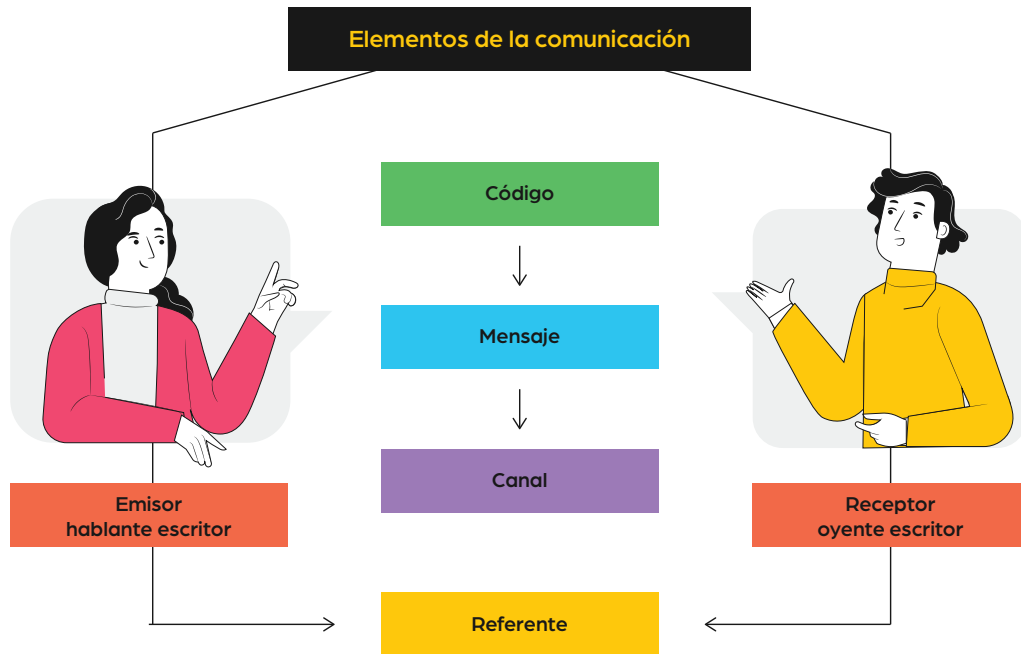 Elementos de la comunicación
Código
Mensaje
Canal
Emisor
hablante escritor
Receptor
oyente escritor
Referente